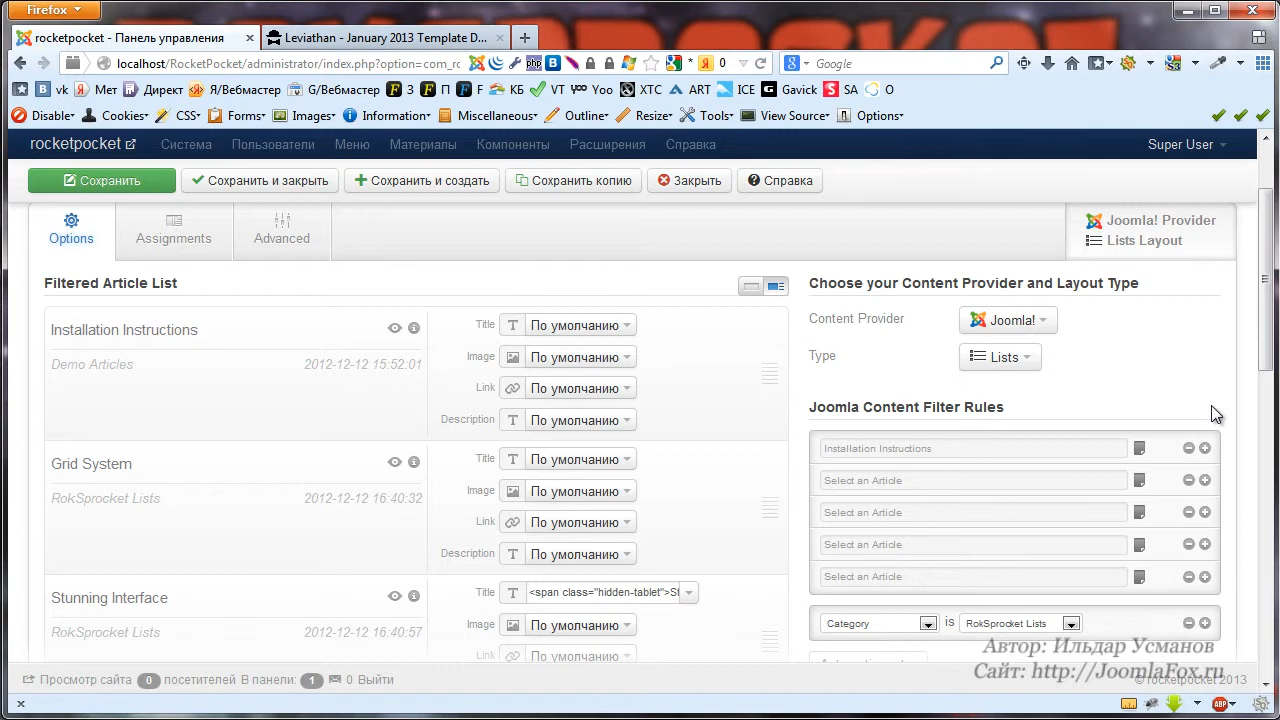 Firefox
rocketpocket - Панель управления
Leviathan - January 2013 Template D...
localhost/RocketPocket/administrator/index.php?option=com_rc
php
B
Я 0
Google
S3
vk
Мет
Директ
Я/Вебмастер
G/Вебмастер
F З
F П
F F
КБ
VT
Yoo
XTC
ART
ICE
Gavick
SA
O
Disable
Cookies
CSS
Forms
Images
Information
Miscellaneous
Outline
Resize
Tools
View Source
Options
rocketpocket
Система
Пользователи
Меню
Материалы
Компоненты
Расширения
Справка
Super User
Сохранить
Сохранить и закрыть
Сохранить и создать
Сохранить копию
Закрыть
Справка
Options
Assignments
Advanced
Joomla! Provider
Lists Layout
Filtered Article List
Installation Instructions
Demo Articles
2012-12-12 15:52:01
Title По умолчанию
Image По умолчанию
Link По умолчанию
Description По умолчанию
Grid System
RokSprocket Lists
2012-12-12 16:40:32
Title По умолчанию
Image По умолчанию
Link По умолчанию
Description По умолчанию
Stunning Interface
RokSprocket Lists
2012-12-12 16:40:57
Title <span class="hidden-tablet">St
Image По умолчанию
Link По умолчанию
Choose your Content Provider and Layout Type
Content Provider Joomla!
Type Lists
Joomla Content Filter Rules
Installation Instructions
Select an Article
Select an Article
Select an Article
Select an Article
Category IS RokSprocket Lists
Автор: Ильдар Усманов
Сайт: http://JoomlaFox.ru
Просмотр сайта 0 посетителей В панели: 1 0 Выйти
© rocketpocket 2013
ABP